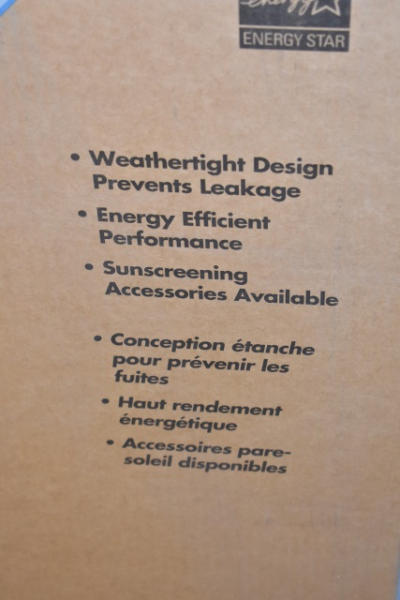 energy
ENERGY STAR
• Weathertight Design
Prevents Leakage
• Energy Efficient
Performance
• Sunscreening
Accessories Available
• Conception étanche
pour prévenir les
fuites
• Haut rendement
énergétique
• Accessoires pare-
soleil disponibles